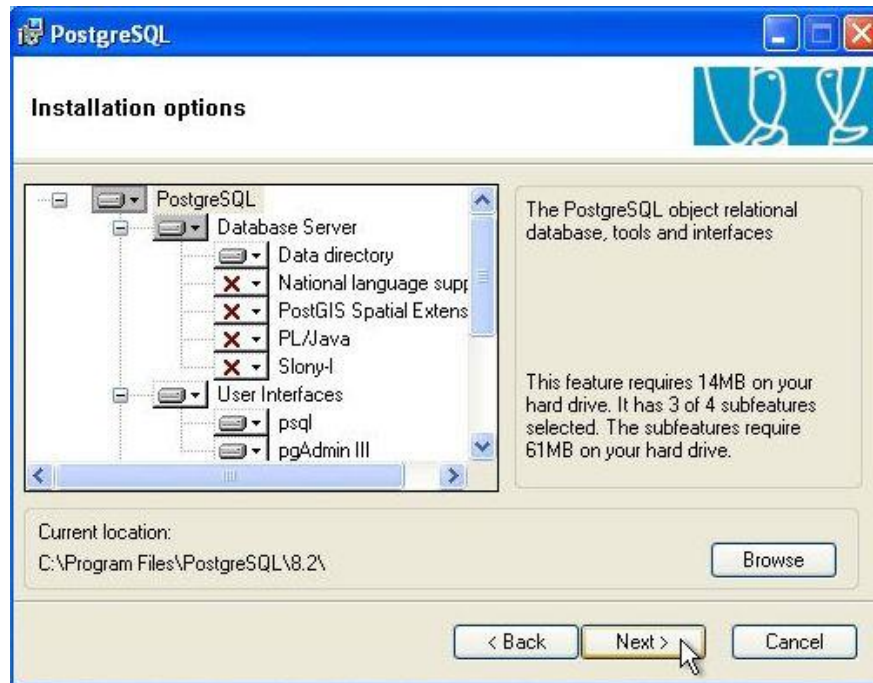 PostgreSQL
Installation options
PostgreSQL
Database Server
Data directory
National language supp
PostGIS Spatial Extens
PL/Java
Slony-I
User Interfaces
psql
pgAdmin III
The PostgreSQL object relational
database, tools and interfaces
This feature requires 14MB on your
hard drive. It has 3 of 4 subfeatures
selected. The subfeatures require
61MB on your hard drive.
Current location:
C:\Program Files\PostgreSQL\8.2\
Browse
< Back
Next >
Cancel